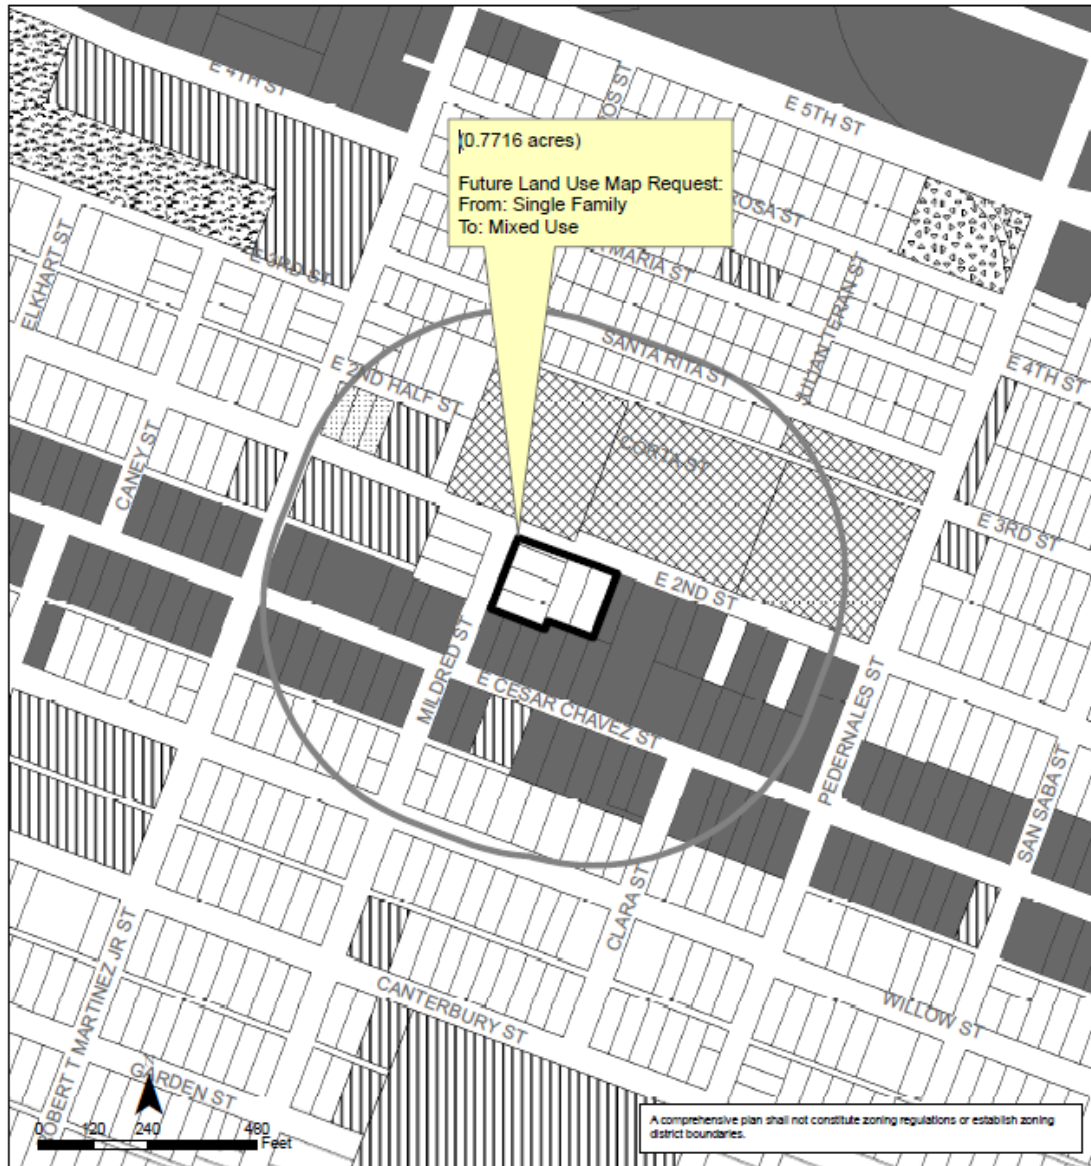 E 4TH ST
E 5TH ST
OS ST
(0.7716 acres)
Future Land Use Map Request:
From: Single Family
To: Mixed Use
ROSA ST
MARIA ST
ELKHART ST
E 3RD ST
JULIAN TERAN ST
SANTA RITA ST
E 4TH ST
E 2ND HALF ST
CANEY ST
CORTA ST
E 3RD ST
E 2ND ST
MILDRED ST
E CESAR CHAVEZ ST
PEDERNALES ST
SAN SABA ST
CLARA ST
ROBERT T MARTINEZ JR ST
CANTERBURY ST
WILLOW ST
GARDEN ST
0 120 240 480
Feet
A comprehensive plan shall not constitute zoning regulations or establish zoning
district boundaries.